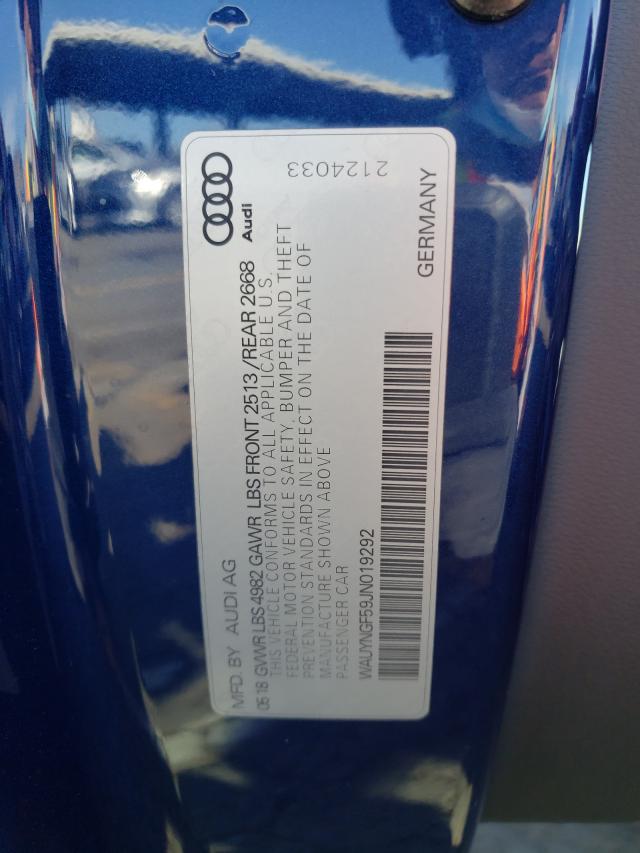 Audi
2124033
MFD. BY AUDI AG
05 18 GVWR LBS 4982 GAWR LBS FRONT 2513 / REAR 2668
THIS VEHICLE CONFORMS TO ALL APPLICABLE U.S.
FEDERAL MOTOR VEHICLE SAFETY, BUMPER AND THEFT
PREVENTION STANDARDS IN EFFECT ON THE DATE OF
MANUFACTURE SHOWN ABOVE
PASSENGER CAR
WAUYNGF59JN019292
GERMANY